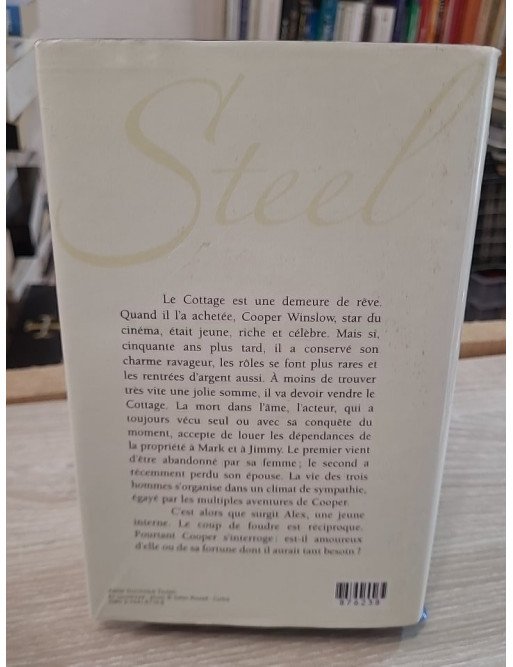 Steel
Le Cottage est une demeure de rêve.
Quand il l'a achetée, Cooper Winslow, star du
cinéma, était jeune, riche et célèbre. Mais si,
cinquante ans plus tard, il a conservé son
charme ravageur, les rôles se font plus rares et
les rentrées d'argent aussi. À moins de trouver
très vite une jolie somme, il va devoir vendre le
Cottage. La mort dans l'âme, l'acteur, qui a
toujours vécu seul ou avec sa conquête du
moment, accepte de louer les dépendances de
la propriété à Mark et à Jimmy. Le premier vient
d'être abandonné par sa femme ; le second a
récemment perdu son épouse. La vie des trois
hommes s'organise dans un climat de sympathie,
égayé par les multiples aventures de Cooper.
C'est alors que surgit Alex, une jeune
interne. Le coup de foudre est réciproque.
Pourtant Cooper s'interroge : est-il amoureux
d'elle ou de sa fortune dont il aurait tant besoin ?
876238